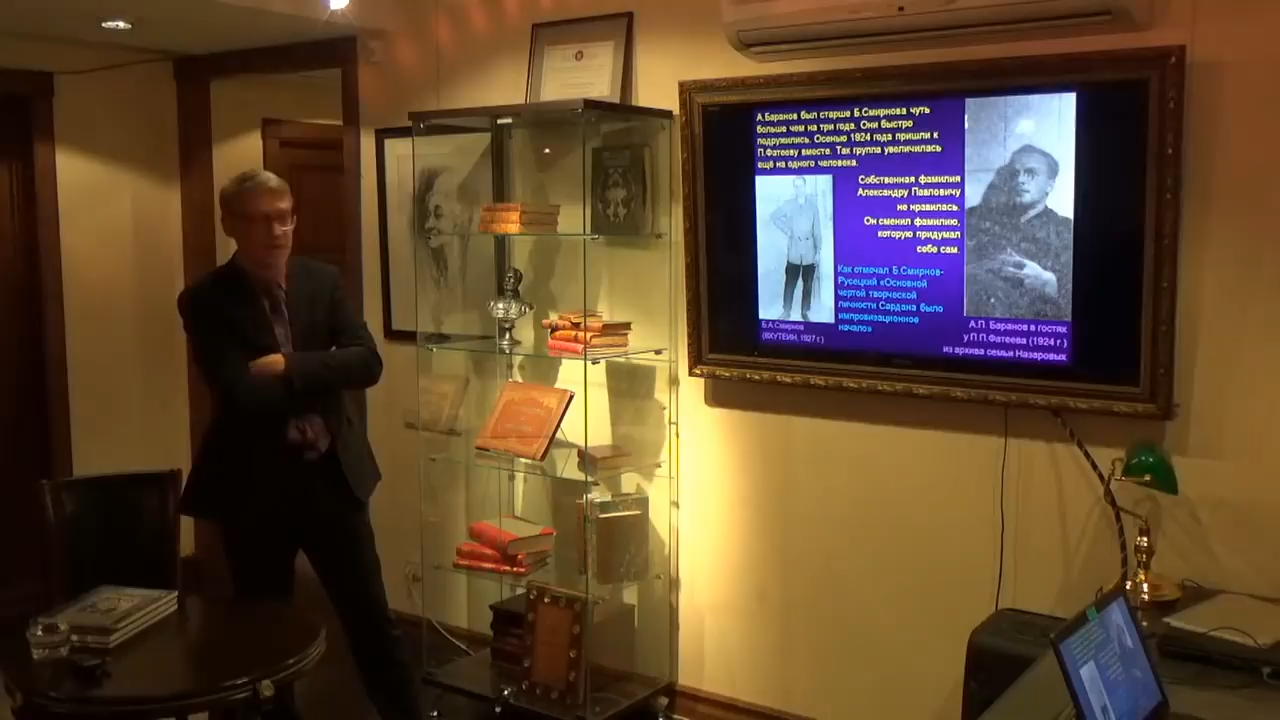 А.Баранов был старше Б.Смирнова чуть
больше чем на три года. Они быстро
подружились. Осенью 1924 года пришли к
П.Фатееву вместе. Так группа увеличилась
ещё на одного человека.
Собственная фамилия
Александру Павловичу
не нравилась.
Он сменил фамилию,
которую придумал
себе сам.
Как отмечал Б.Смирнов-
Русецкий «Основной
чертой творческой
личности Сардана было
импровизационное
начало»
Б.А.Смирнов
(ВХУТЕИН, 1927 г.)
А.П. Баранов в гостях
у П.П.Фатеева (1924 г.)
из архива семьи Назаровых